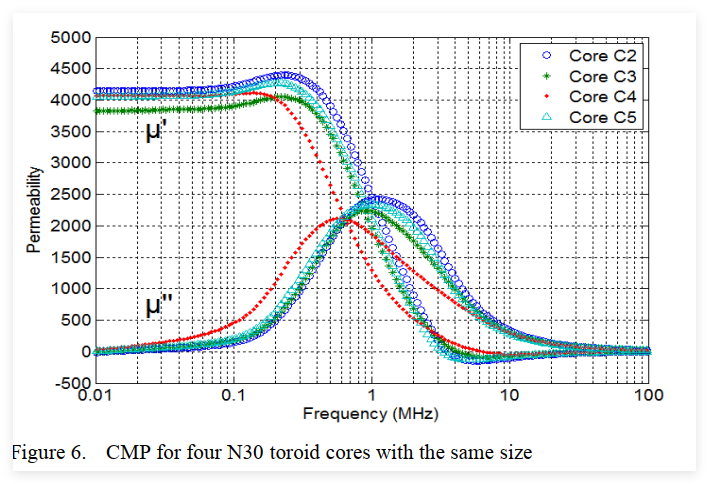 5000
4500
4000
3500
3000
2500
2000
1500
1000
500
0
-500
Permeability
μ'
μ"
Core C2
Core C3
Core C4
Core C5
0.01
0.1
1
10
100
Frequency (MHz)
Figure 6. CMP for four N30 toroid cores with the same size